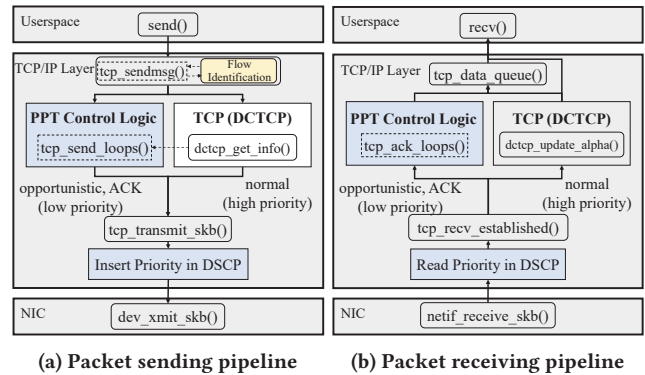 Userspace
send()
TCP/IP Layer
tcp_sendmsg()
Flow
Identification
PPT Control Logic
TCP (DCTCP)
tcp_send_loops()
dctcp_get_info()
opportunistic, ACK
(low priority)
normal
(high priority)
tcp_transmit_skb()
Insert Priority in DSCP
NIC
dev_xmit_skb()
(a) Packet sending pipeline
Userspace
recv()
TCP/IP Layer
tcp_data_queue()
PPT Control Logic
TCP (DCTCP)
tcp_ack_loops()
dctcp_update_alpha()
opportunistic, ACK
(low priority)
normal
(high priority)
tcp_recv_established()
Read Priority in DSCP
NIC
netif_receive_skb()
(b) Packet receiving pipeline